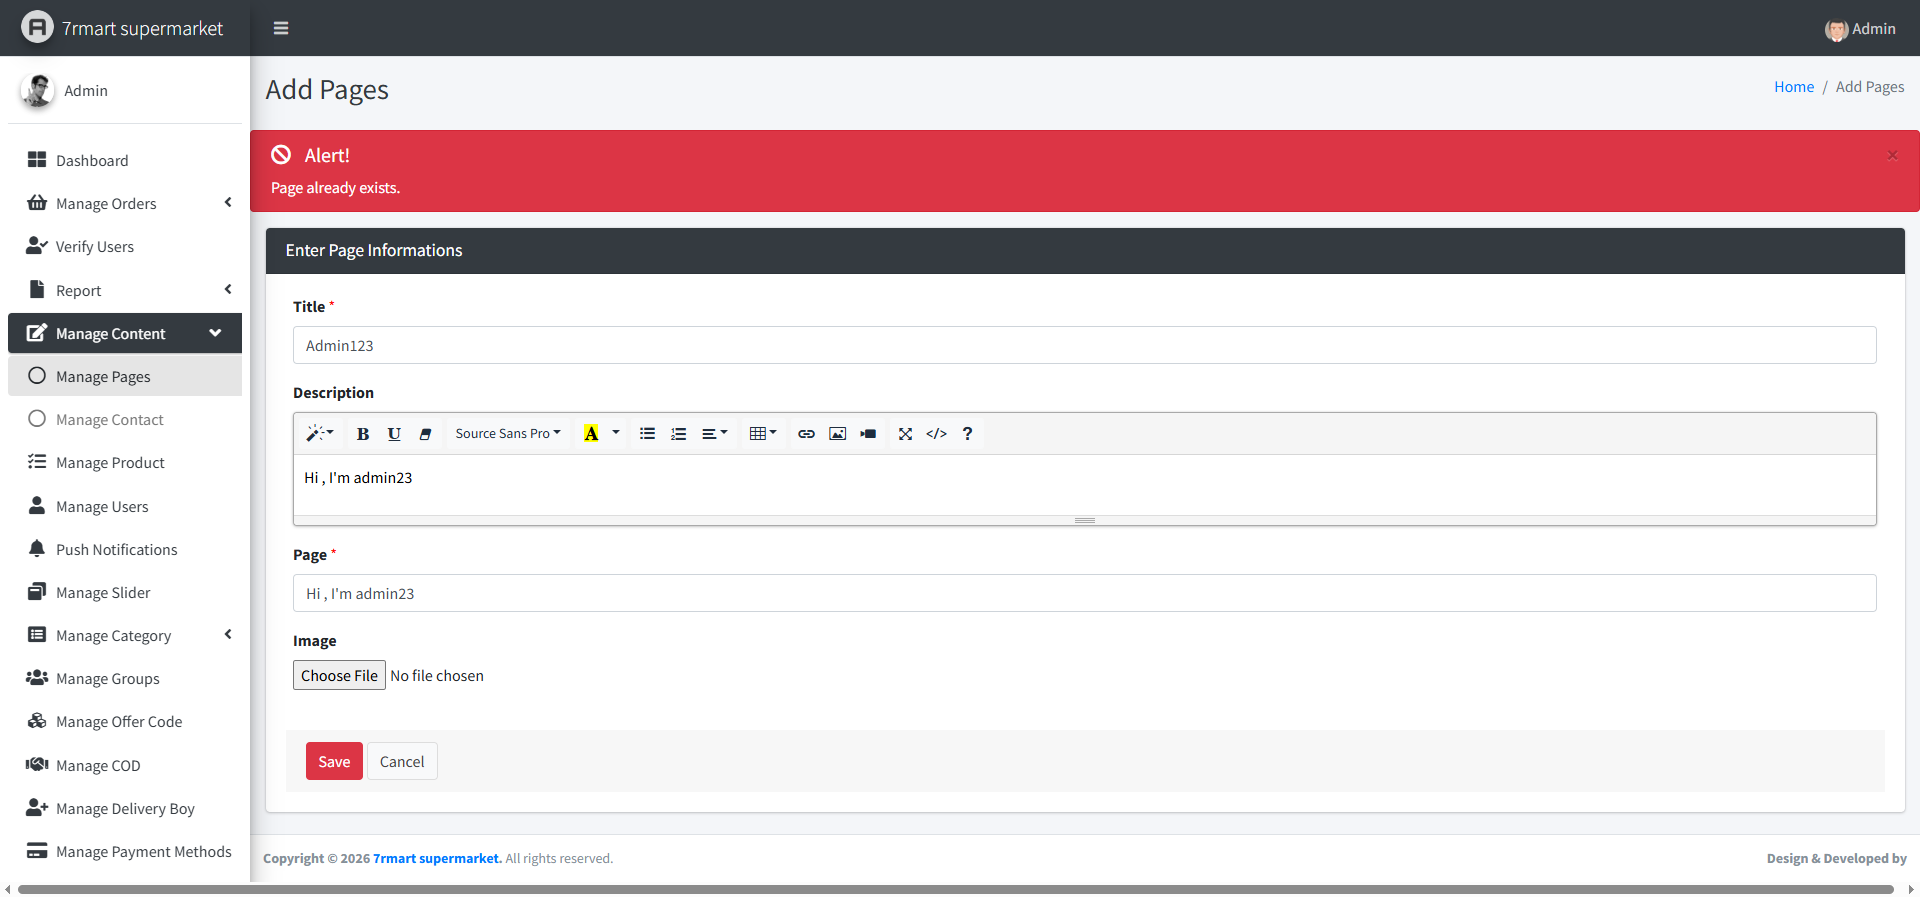 7rmart supermarket
Admin
Admin
Add Pages
Home / Add Pages
Alert!
×
Page already exists.
Dashboard
Manage Orders
Verify Users
Report
Manage Content
Manage Pages
Manage Contact
Manage Product
Manage Users
Push Notifications
Manage Slider
Manage Category
Manage Groups
Manage Offer Code
Manage COD
Manage Delivery Boy
Manage Payment Methods
Enter Page Informations
Title *
Admin123
Description
B U Source Sans Pro A </> ?
Hi , I'm admin23
Page *
Hi , I'm admin23
Image
Choose File No file chosen
Save Cancel
Copyright © 2026 7rmart supermarket. All rights reserved.
Design & Developed by